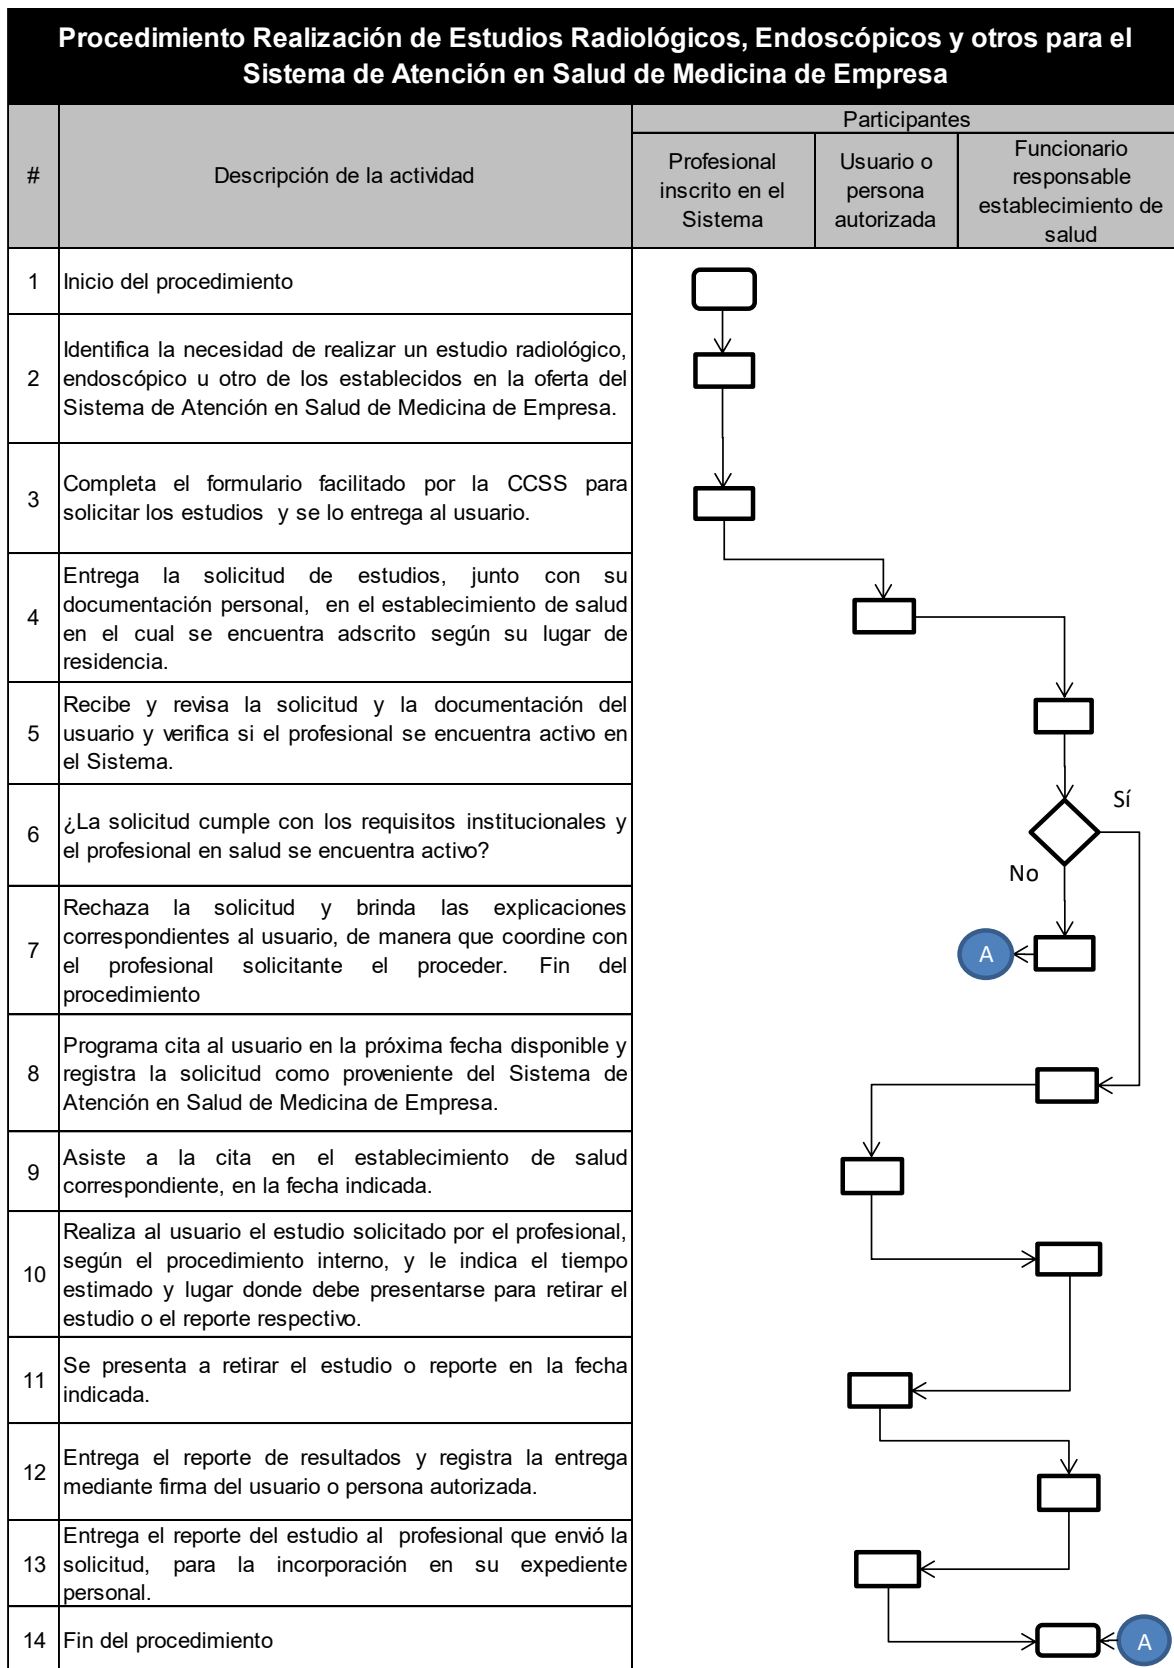 Procedimiento Realización de Estudios Radiológicos, Endoscópicos y otros para el
Sistema de Atención en Salud de Medicina de Empresa
#
Descripción de la actividad
Participantes
Profesional
inscrito en el
Sistema
Usuario o
persona
autorizada
Funcionario
responsable
establecimiento de
salud
1
Inicio del procedimiento
2
Identifica la necesidad de realizar un estudio radiológico,
endoscópico u otro de los establecidos en la oferta del
Sistema de Atención en Salud de Medicina de Empresa.
3
Completa el formulario facilitado por la CCSS para
solicitar los estudios y se lo entrega al usuario.
4
Entrega la solicitud de estudios, junto con su
documentación personal, en el establecimiento de salud
en el cual se encuentra adscrito según su lugar de
residencia.
5
Recibe y revisa la solicitud y la documentación del
usuario y verifica si el profesional se encuentra activo en
el Sistema.
6
¿La solicitud cumple con los requisitos institucionales y
el profesional en salud se encuentra activo?
Sí
No
7
Rechaza la solicitud y brinda las explicaciones
correspondientes al usuario, de manera que coordine con
el profesional solicitante el proceder. Fin del
procedimiento
A
8
Programa cita al usuario en la próxima fecha disponible y
registra la solicitud como proveniente del Sistema de
Atención en Salud de Medicina de Empresa.
9
Asiste a la cita en el establecimiento de salud
correspondiente, en la fecha indicada.
10
Realiza al usuario el estudio solicitado por el profesional,
según el procedimiento interno, y le indica el tiempo
estimado y lugar donde debe presentarse para retirar el
estudio o el reporte respectivo.
11
Se presenta a retirar el estudio o reporte en la fecha
indicada.
12
Entrega el reporte de resultados y registra la entrega
mediante firma del usuario o persona autorizada.
13
Entrega el reporte del estudio al profesional que envió la
solicitud, para la incorporación en su expediente
personal.
14
Fin del procedimiento
A